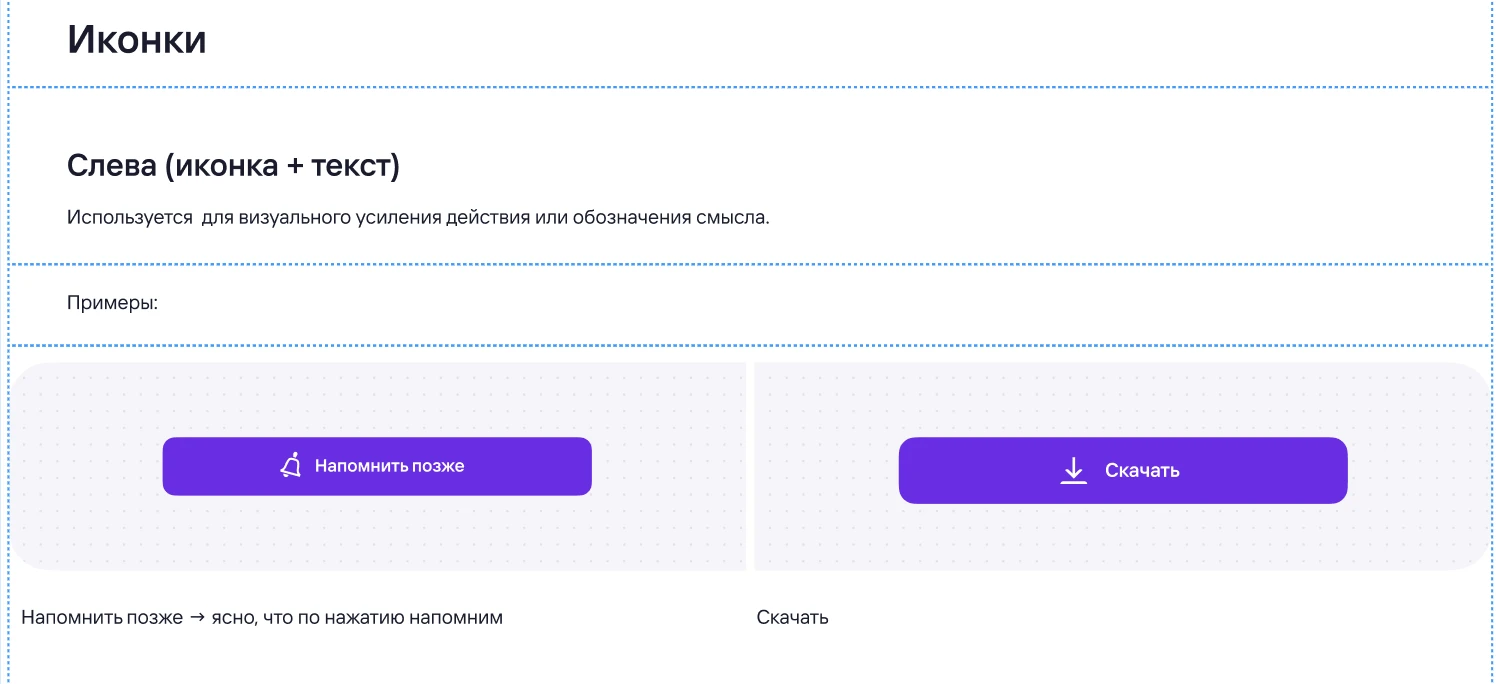 Иконки
Слева (иконка + текст)
Используется для визуального усиления действия или обозначения смысла.
Примеры:
Напомнить позже
Скачать
Напомнить позже → ясно, что по нажатию напомним
Скачать